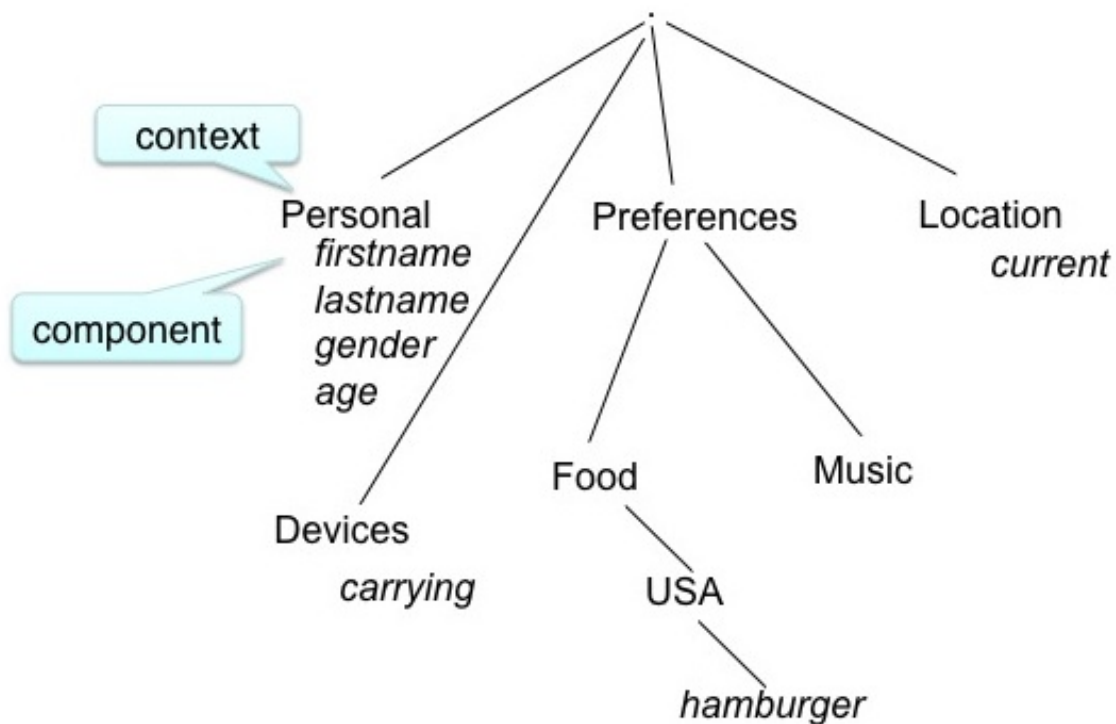 context
Personal
firstname
lastname
gender
age
component
Preferences
Location
current
Food
Music
Devices
carrying
USA
hamburger